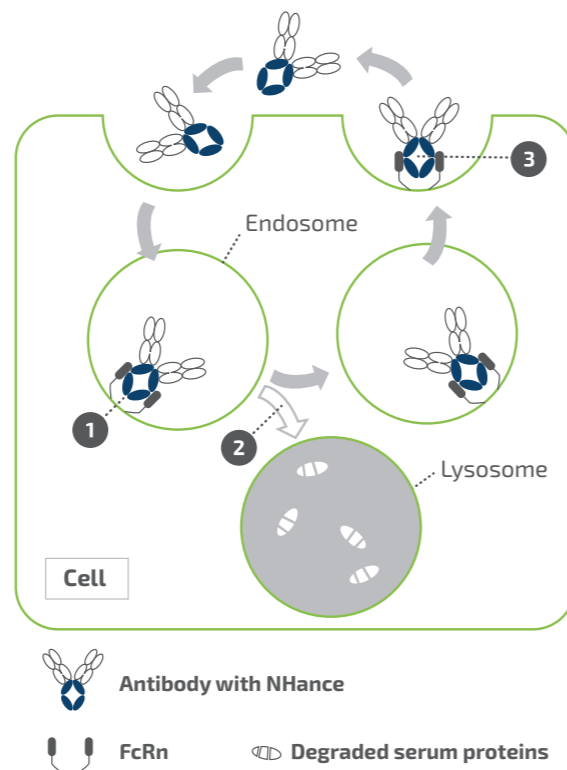 3
Endosome
1
2
Lysosome
Cell
Antibody with NHance
FcRn
Degraded serum proteins